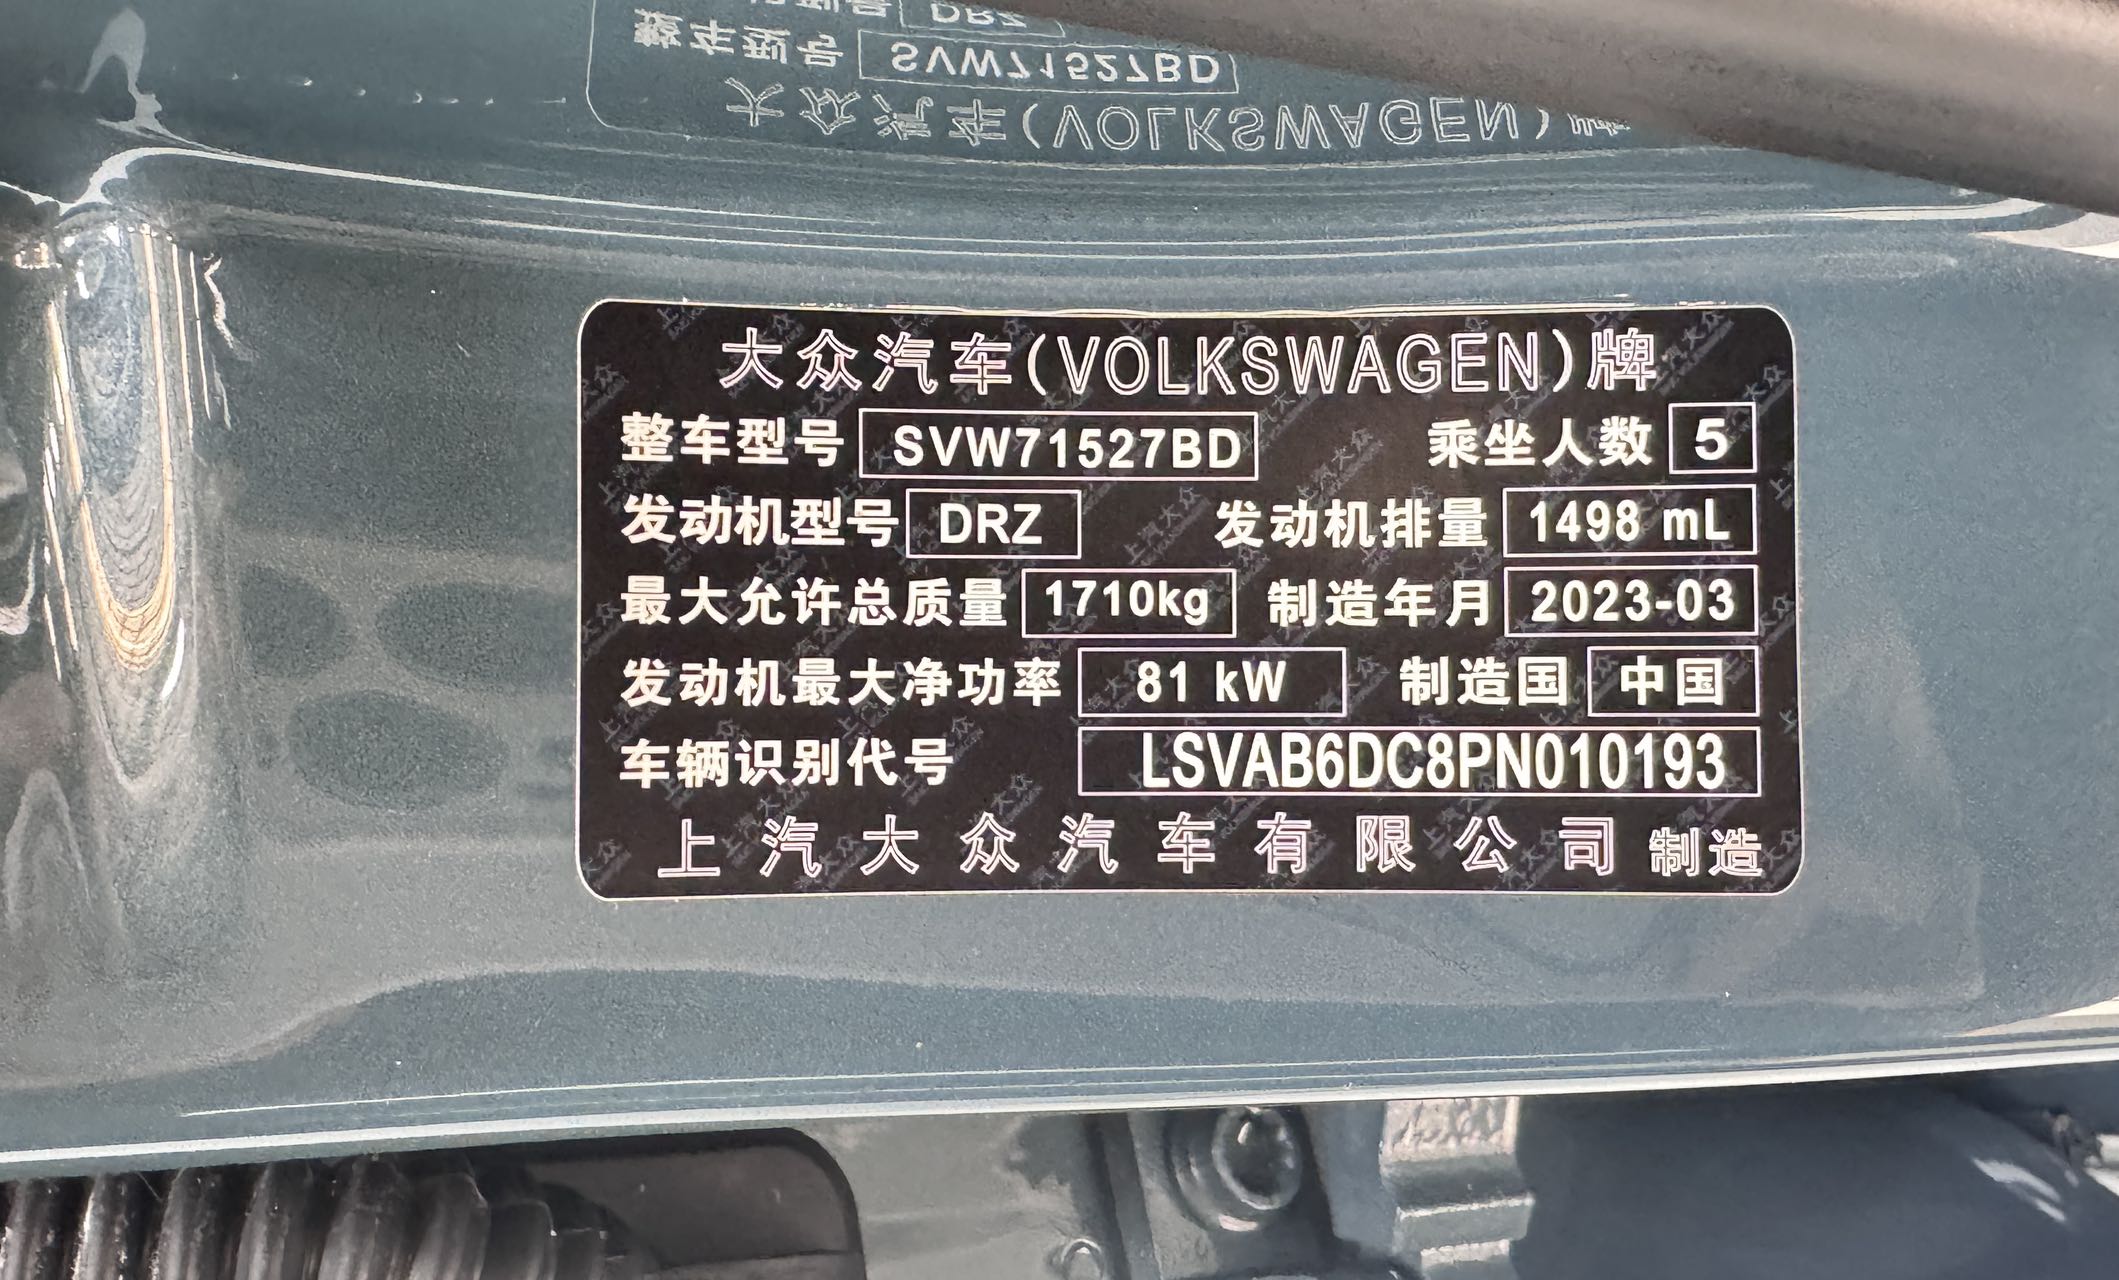 大众汽车(VOLKSWAGEN)牌
整车型号 SVW71527BD 乘坐人数 5
发动机型号 DRZ 发动机排量 1498 mL
最大允许总质量 1710kg 制造年月 2023-03
发动机最大净功率 81 kW 制造国 中国
车辆识别代号 LSVAB6DC8PN010193
上汽大众汽车有限公司 制造